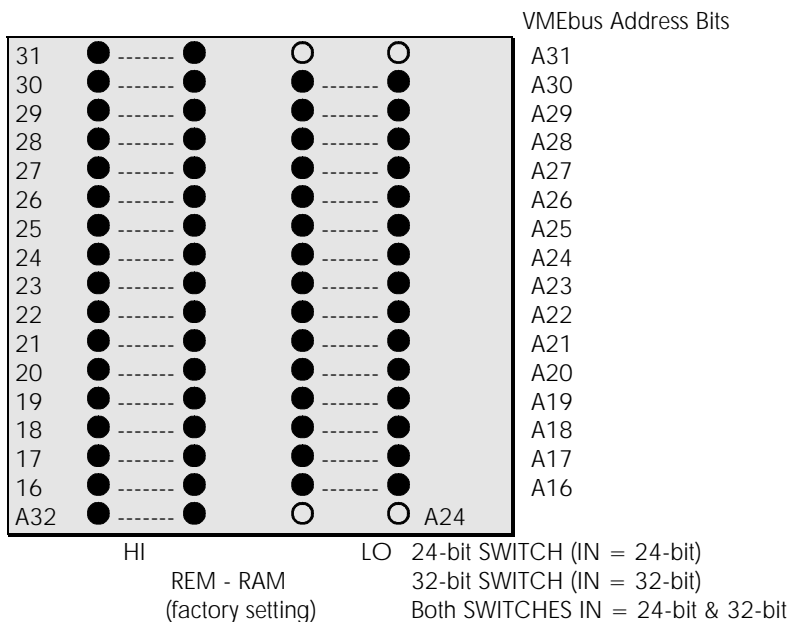 VMEbus Address Bits
31 ------- ------- A31
30 ------- ------- A30
29 ------- ------- A29
28 ------- ------- A28
27 ------- ------- A27
26 ------- ------- A26
25 ------- ------- A25
24 ------- ------- A24
23 ------- ------- A23
22 ------- ------- A22
21 ------- ------- A21
20 ------- ------- A20
19 ------- ------- A19
18 ------- ------- A18
17 ------- ------- A17
16 ------- ------- A16
A32 ------- A24
HI LO 24-bit SWITCH (IN = 24-bit)
REM - RAM 32-bit SWITCH (IN = 32-bit)
(factory setting) Both SWITCHES IN = 24-bit & 32-bit